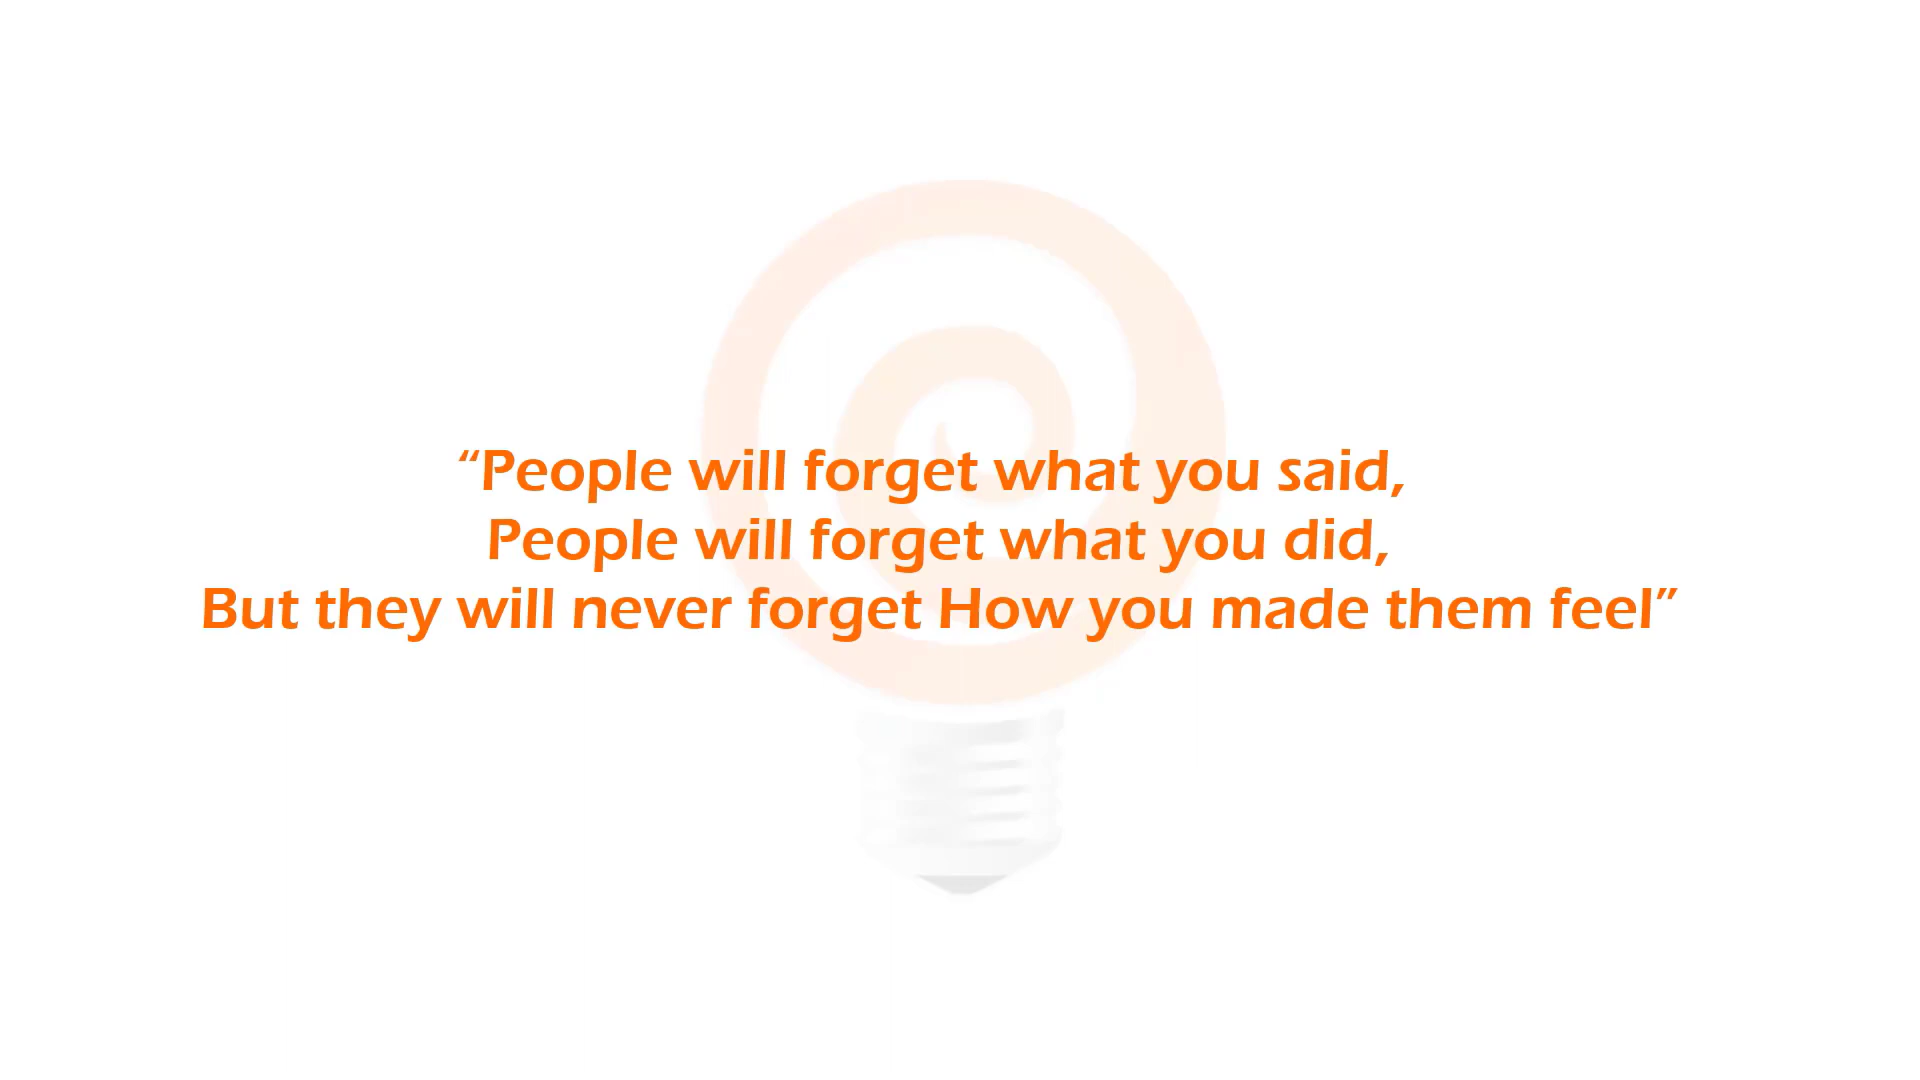 “People will forget what you said,
People will forget what you did,
But they will never forget How you made them feel”